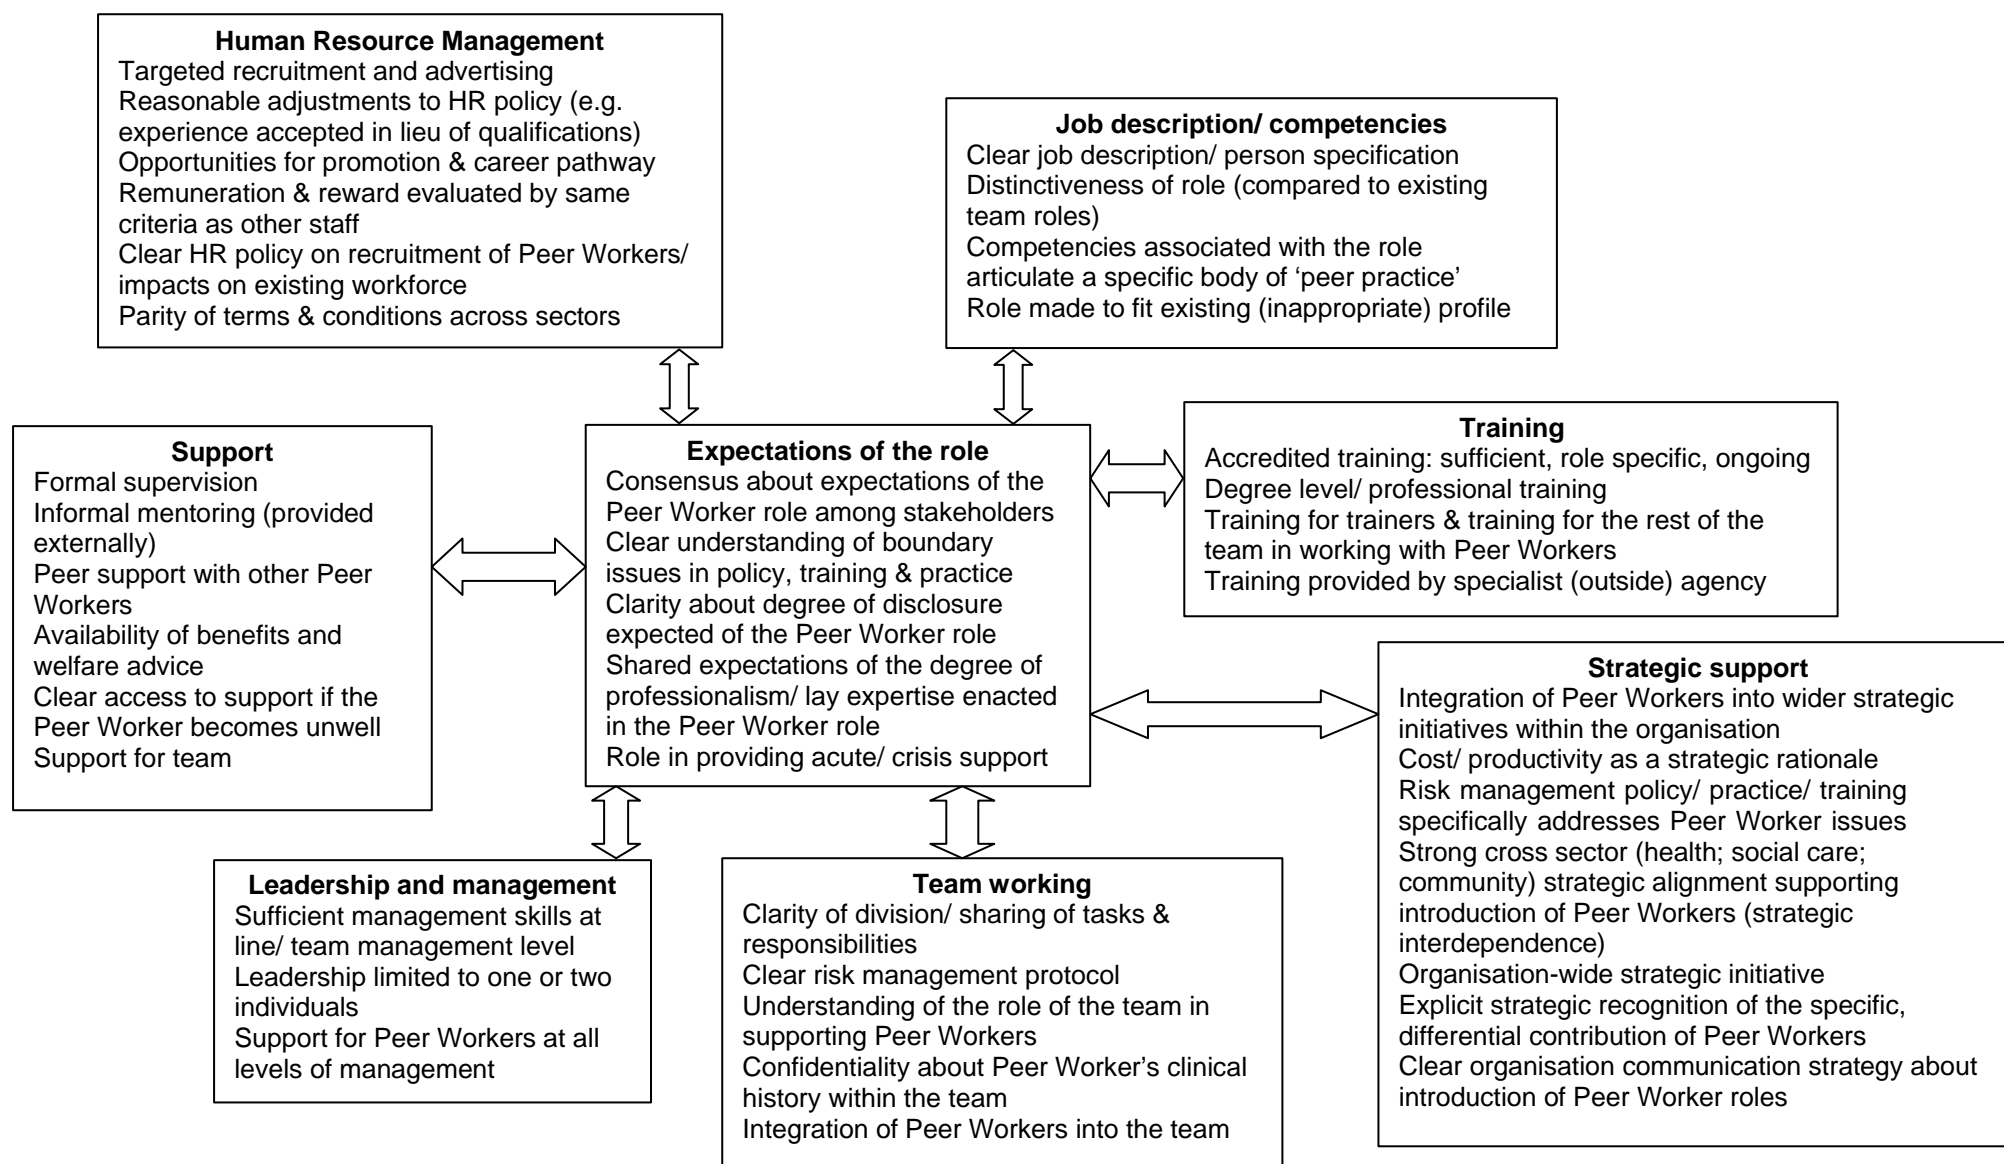 Human Resource Management
Targeted recruitment and advertising
Reasonable adjustments to HR policy (e.g.
experience accepted in lieu of qualifications)
Opportunities for promotion & career pathway
Remuneration & reward evaluated by same
criteria as other staff
Clear HR policy on recruitment of Peer Workers/
impacts on existing workforce
Parity of terms & conditions across sectors
Job description/ competencies
Clear job description/ person specification
Distinctiveness of role (compared to existing
team roles)
Competencies associated with the role
articulate a specific body of ‘peer practice’
Role made to fit existing (inappropriate) profile
Support
Formal supervision
Informal mentoring (provided
externally)
Peer support with other Peer
Workers
Availability of benefits and
welfare advice
Clear access to support if the
Peer Worker becomes unwell
Support for team
Expectations of the role
Consensus about expectations of the
Peer Worker role among stakeholders
Clear understanding of boundary
issues in policy, training & practice
Clarity about degree of disclosure
expected of the Peer Worker role
Shared expectations of the degree of
professionalism/ lay expertise enacted
in the Peer Worker role
Role in providing acute/ crisis support
Training
Accredited training: sufficient, role specific, ongoing
Degree level/ professional training
Training for trainers & training for the rest of the
team in working with Peer Workers
Training provided by specialist (outside) agency
Strategic support
Integration of Peer Workers into wider strategic
initiatives within the organisation
Cost/ productivity as a strategic rationale
Risk management policy/ practice/ training
specifically addresses Peer Worker issues
Strong cross sector (health; social care;
community) strategic alignment supporting
introduction of Peer Workers (strategic
interdependence)
Organisation-wide strategic initiative
Explicit strategic recognition of the specific,
differential contribution of Peer Workers
Clear organisation communication strategy about
introduction of Peer Worker roles
Leadership and management
Sufficient management skills at
line/ team management level
Leadership limited to one or two
individuals
Support for Peer Workers at all
levels of management
Team working
Clarity of division/ sharing of tasks &
responsibilities
Clear risk management protocol
Understanding of the role of the team in
supporting Peer Workers
Confidentiality about Peer Worker’s clinical
history within the team
Integration of Peer Workers into the team